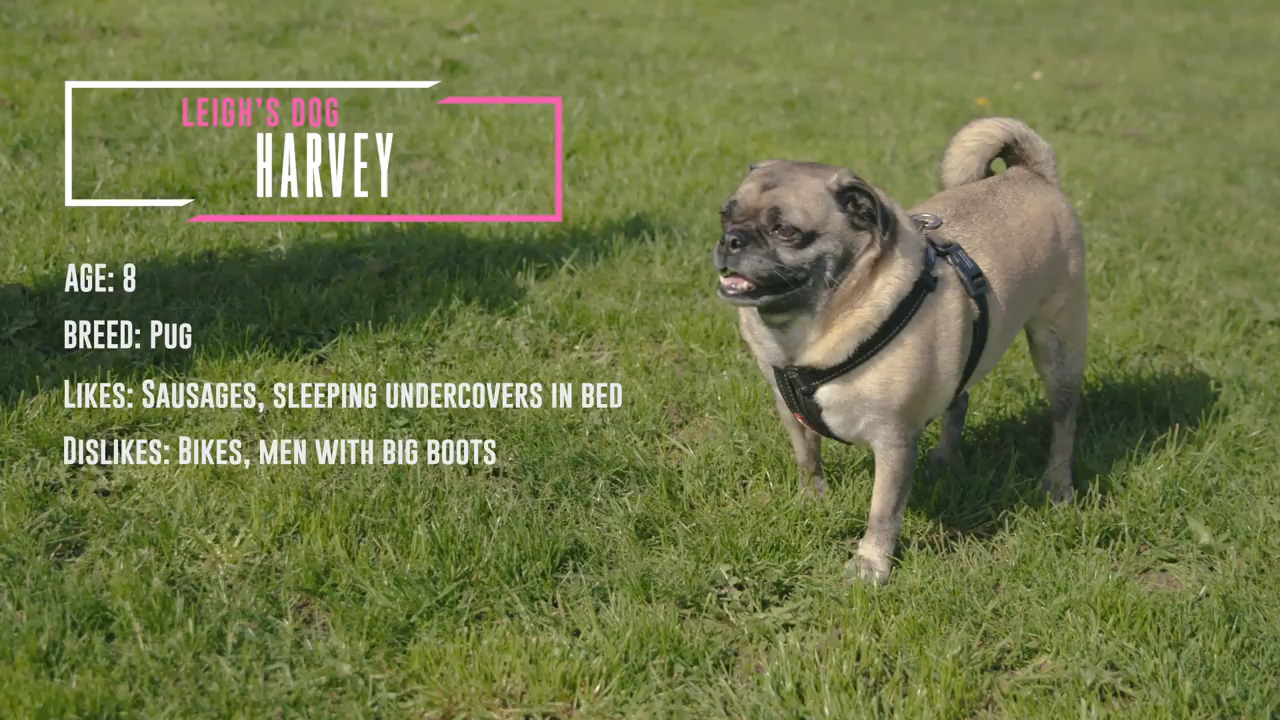 LEIGH'S DOG
HARVEY
AGE: 8
BREED: PUG
LIKES: SAUSAGES, SLEEPING UNDERCOVERS IN BED
DISLIKES: BIKES, MEN WITH BIG BOOTS